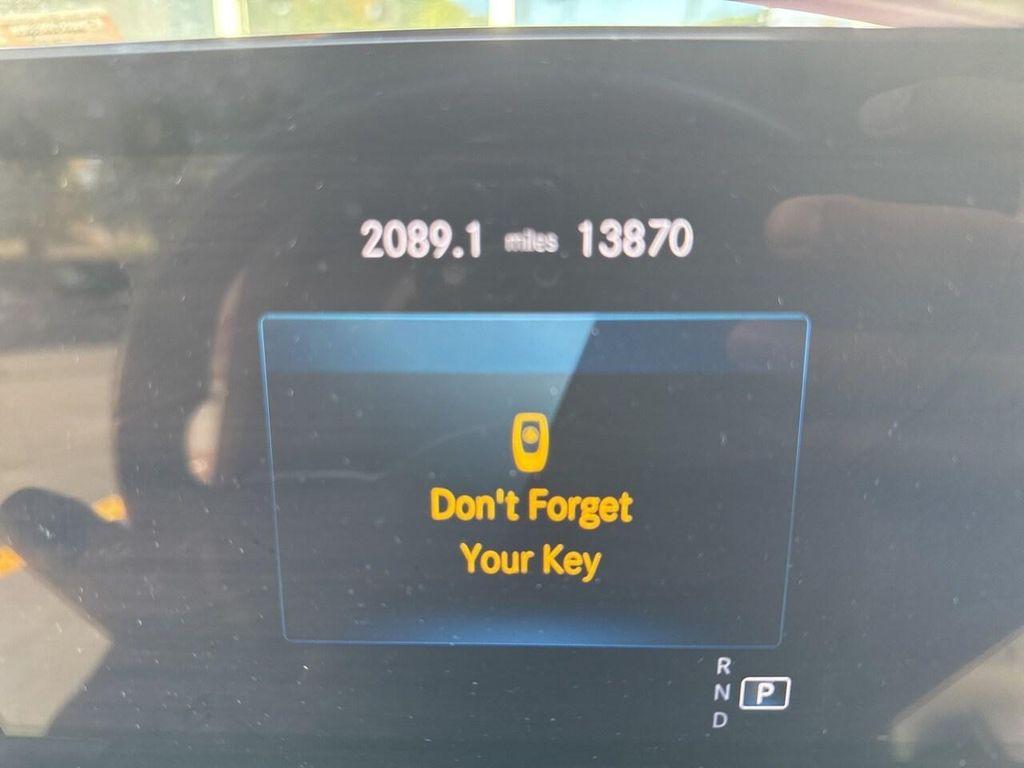 2089.1 miles 13870
Don't Forget
Your Key
R
N P
D